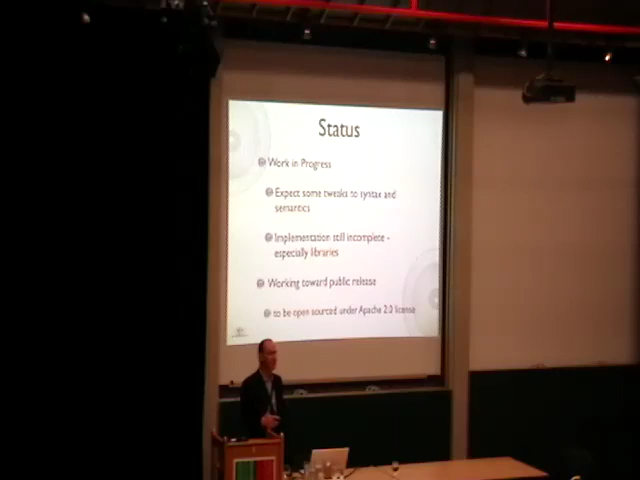 Status
Work in Progress
Expect some tweaks to syntax and
semantics
Implementation still incomplete -
especially libraries
Working toward public release
to be open sourced under Apache 2.0 license